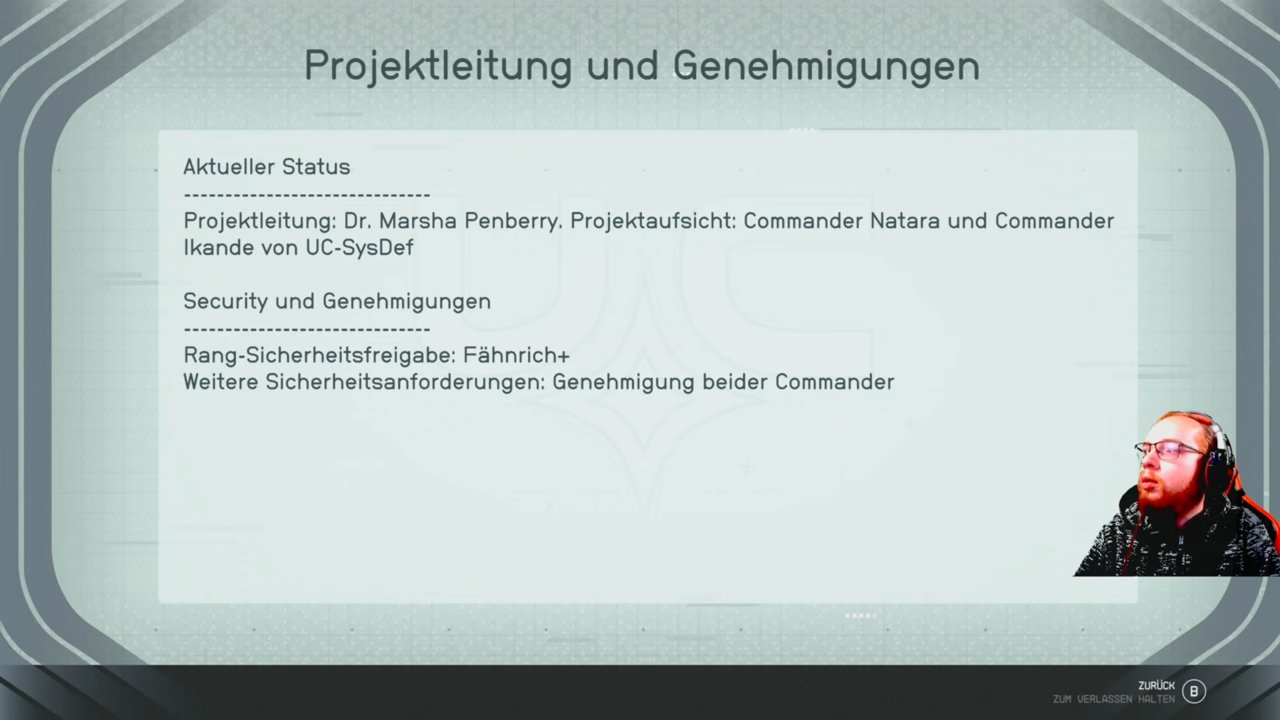 Projektleitung und Genehmigungen
Aktueller Status
------------------------------
Projektleitung: Dr. Marsha Penberry. Projektaufsicht: Commander Natara und Commander
Ikande von UC-SysDef
Security und Genehmigungen
------------------------------
Rang-Sicherheitsfreigabe: Fähnrich+
Weitere Sicherheitsanforderungen: Genehmigung beider Commander
UC
ZURÜCK
ZUM VERLASSEN HALTEN
B